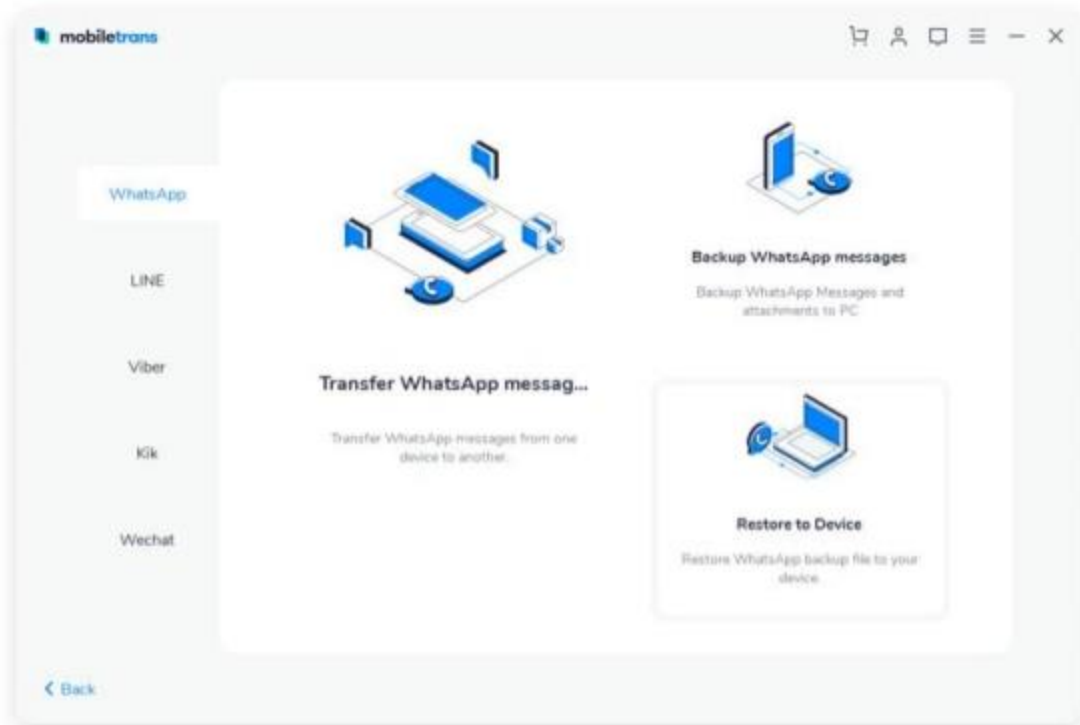 mobiletrans
WhatsApp
LINE
Viber
Kik
Wechat
Transfer WhatsApp messag...
Transfer WhatsApp messages from one
device to another.
Backup WhatsApp messages
Backup WhatsApp Messages and
attachments to PC
Restore to Device
Restore WhatsApp backup file to your
device.
Back